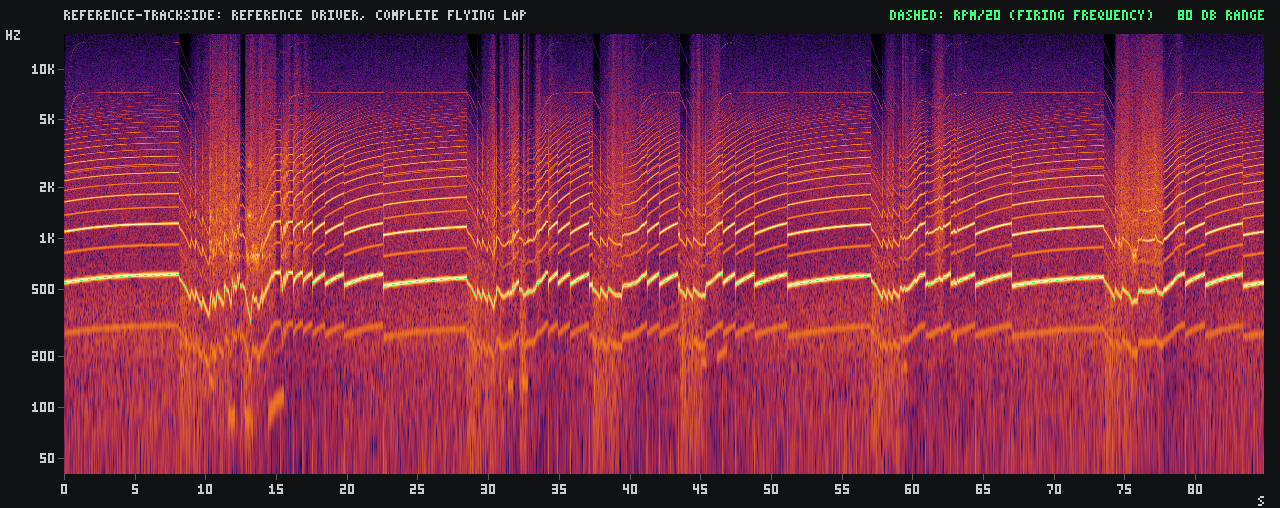 REFERENCE-TRACKSIDE: REFERENCE DRIVER, COMPLETE FLYING LAP
DASHED: RPM/20 (FIRING FREQUENCY) 80 DB RANGE
HZ
10K
5K
2K
1K
500
200
100
50
0 5 10 15 20 25 30 35 40 45 50 55 60 65 70 75 80
S